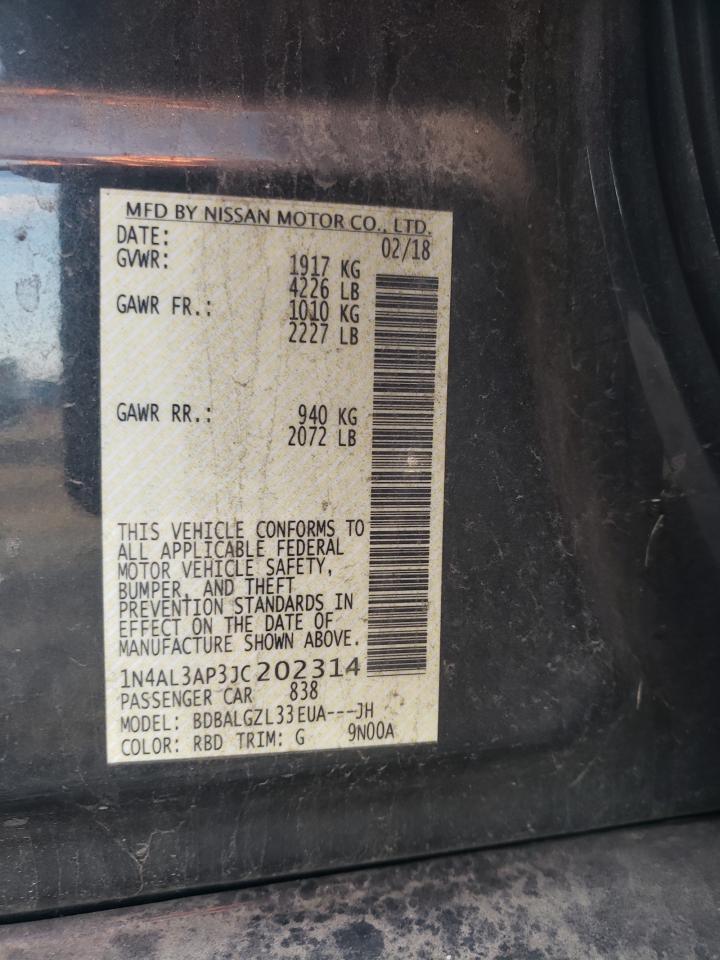 MFD BY NISSAN MOTOR CO., LTD.
DATE: 02/18
GVWR: 1917 KG
4226 LB
GAWR FR.: 1010 KG
2227 LB
GAWR RR.: 940 KG
2072 LB
THIS VEHICLE CONFORMS TO
ALL APPLICABLE FEDERAL
MOTOR VEHICLE SAFETY,
BUMPER, AND THEFT
PREVENTION STANDARDS IN
EFFECT ON THE DATE OF
MANUFACTURE SHOWN ABOVE.
1N4AL3AP3JC202314
PASSENGER CAR 838
MODEL: BDBALGZL33EUA---JH
COLOR: RBD TRIM: G 9N00A